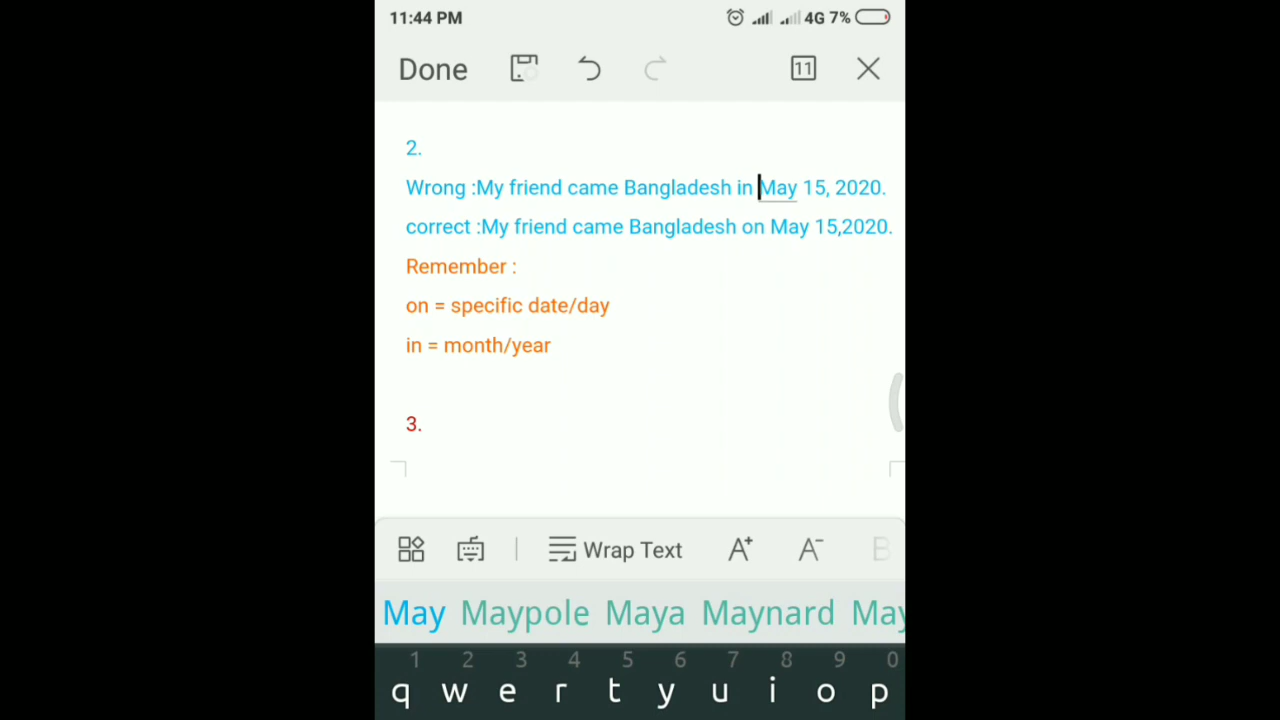 11:44 PM 4G 7%
Done 11
2.
Wrong :My friend came Bangladesh in May 15, 2020.
correct :My friend came Bangladesh on May 15,2020.
Remember :
on = specific date/day
in = month/year
3.
Wrap Text A+ A- B
May Maypole Maya Maynard May
1 2 3 4 5 6 7 8 9 0
q w e r t y u i o p